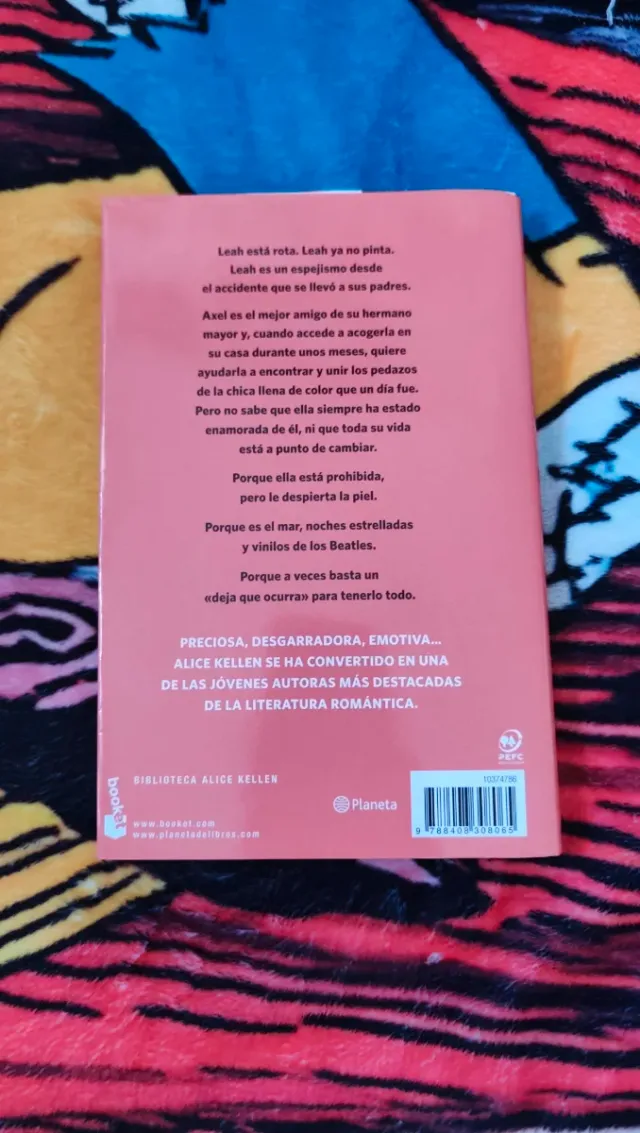 Leah está rota. Leah ya no pinta.
Leah es un espejismo desde
el accidente que se llevó a sus padres.
Axel es el mejor amigo de su hermano
mayor y, cuando accede a acogerla en
su casa durante unos meses, quiere
ayudarla a encontrar y unir los pedazos
de la chica llena de color que un día fue.
Pero no sabe que ella siempre ha estado
enamorada de él, ni que toda su vida
está a punto de cambiar.
Porque ella está prohibida,
pero le despierta la piel.
Porque es el mar, noches estrelladas
y vinilos de los Beatles.
Porque a veces basta un
«deja que ocurra» para tenerlo todo.
PRECIOSA, DESGARRADORA, EMOTIVA...
ALICE KELLEN SE HA CONVERTIDO EN UNA
DE LAS JÓVENES AUTORAS MÁS DESTACADAS
DE LA LITERATURA ROMÁNTICA.
PEFC
BIBLIOTECA ALICE KELLEN
10374786
booket
Planeta
www.booket.com
www.planetadelibros.com
9 788408 308065